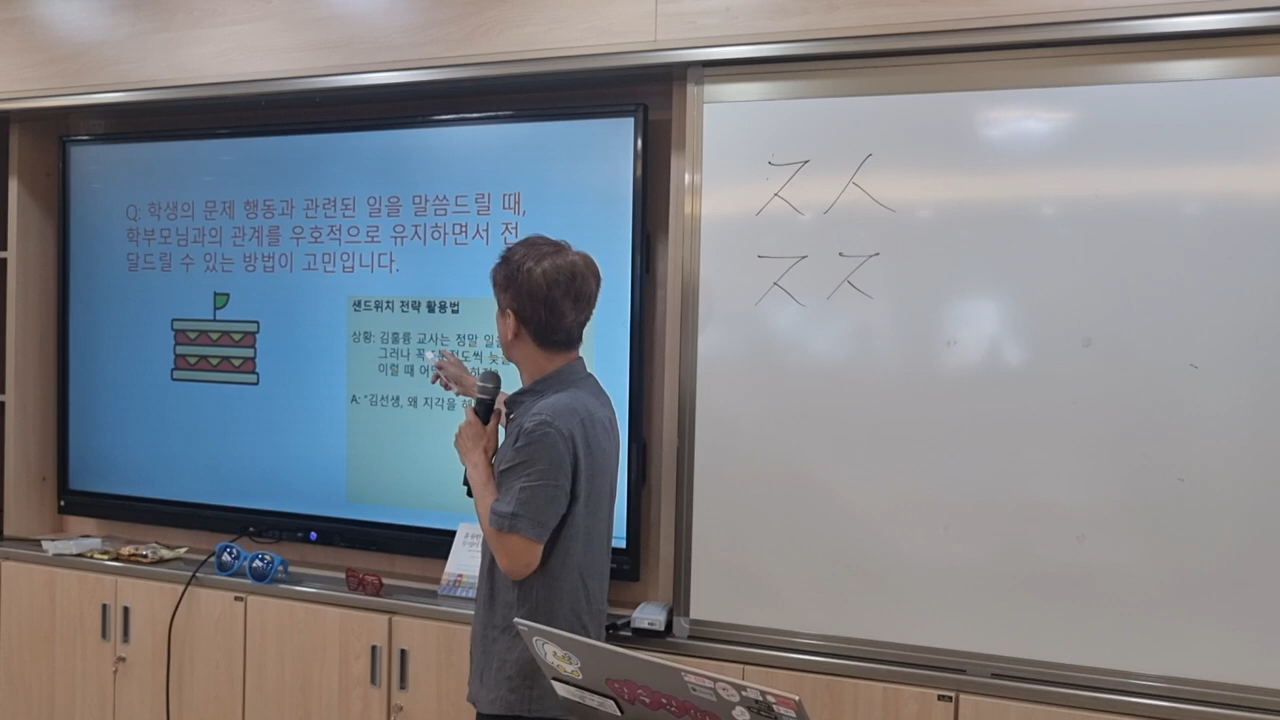 Q: 학생의 문제 행동과 관련된 일을 말씀드릴 때,
학부모님과의 관계를 우호적으로 유지하면서 전
달드릴 수 있는 방법이 고민입니다.
샌드위치 전략 활용법
상황: 김훌륭 교사는 정말 일을
그러나 꼭
이럴 때
A: "김선생, 왜 지각을
ㅈㅅ
ㅈㅈ